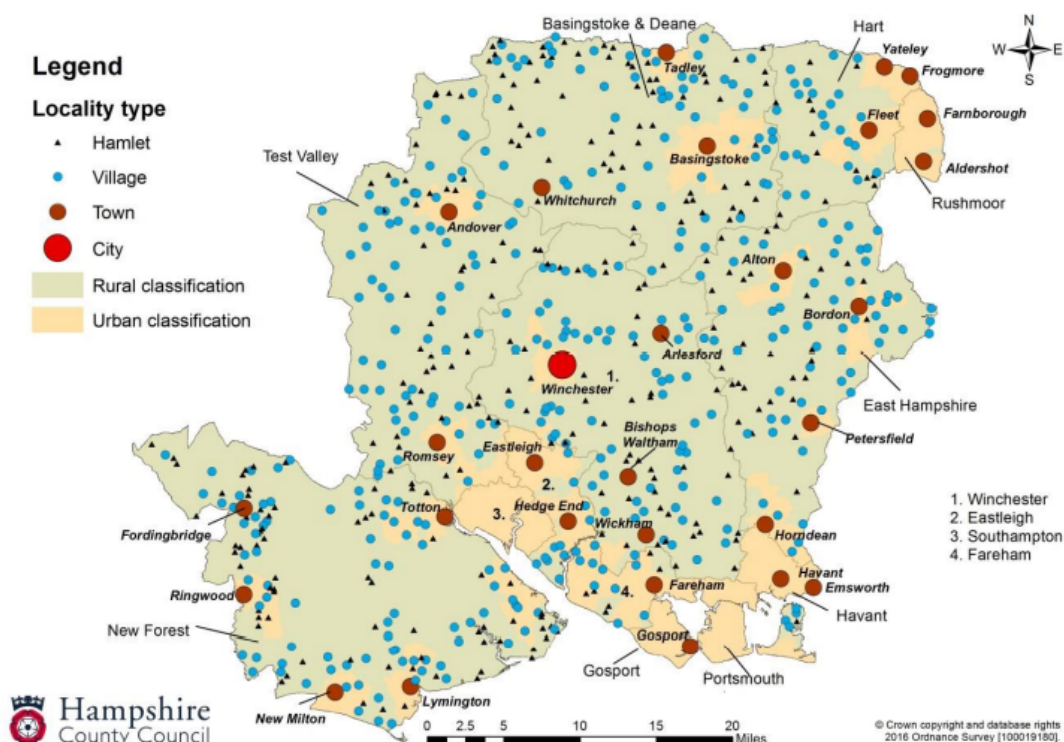 Legend
Locality type
Hamlet
Village
Town
City
Rural classification
Urban classification
Basingstoke & Deane
Hart
Yateley
Frogmore
Tadley
Fleet
Farnborough
N
W E
S
Basingstoke
Aldershot
Test Valley
Whitchurch
Rushmoor
Andover
Alton
Bordon
Arlesford
Winchester
1.
East Hampshire
Bishops
Waltham
Petersfield
Romsey
Eastleigh
2.
Totton
3.
Hedge End
Wickham
Horndean
1. Winchester
2. Eastleigh
3. Southampton
4. Fareham
Fordingbridge
Ringwood
4.
Fareham
Havant
Emsworth
Havant
New Forest
Gosport
Gosport
Portsmouth
New Milton
Lymington
Hampshire
County Council
0 2.5 5 10 15 20
Miles
© Crown copyright and database rights
2016 Ordnance Survey [100019180]